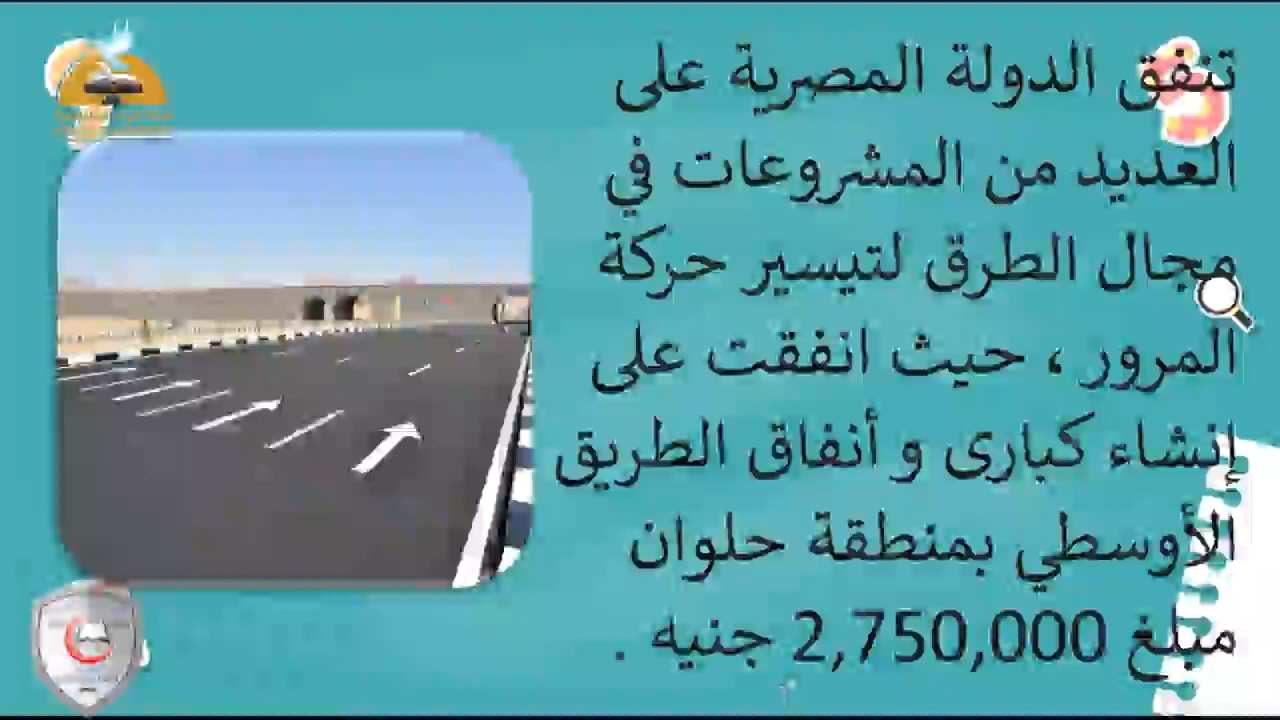 تنفق الدولة المصرية على
العديد من المشروعات في
مجال الطرق لتيسير حركة
المرور ، حيث انفقت على
إنشاء كبارى و أنفاق الطريق
الأوسطي بمنطقة حلوان
مبلغ 2,750,000 جنيه .